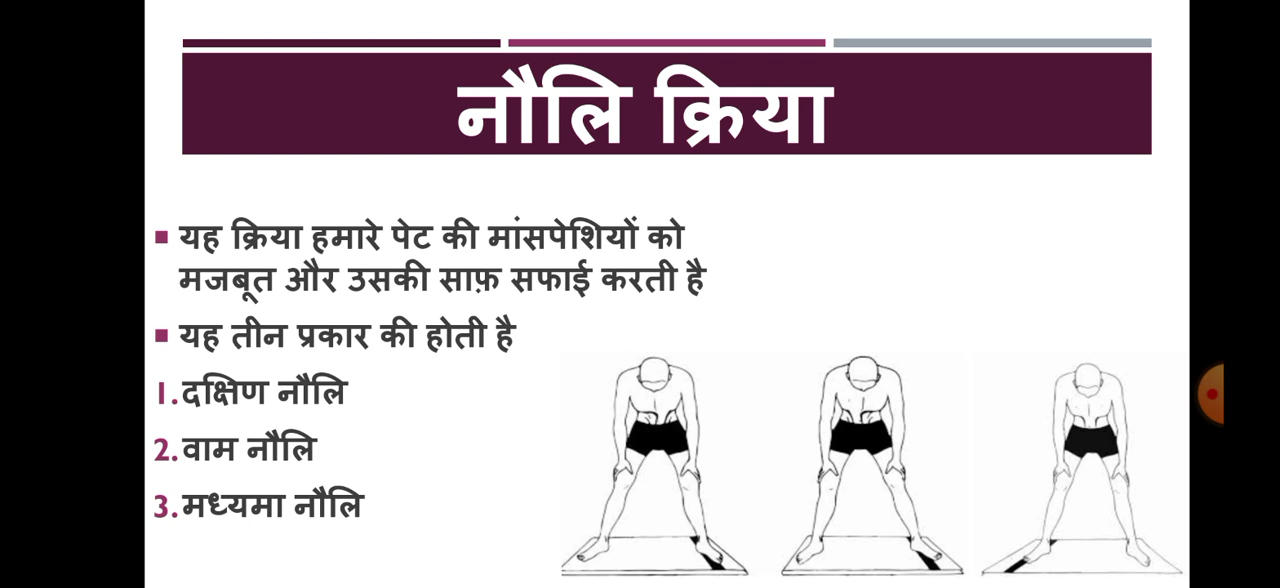 नौलि क्रिया
यह क्रिया हमारे पेट की मांसपेशियों को
मजबूत और उसकी साफ़ सफाई करती है
यह तीन प्रकार की होती है
1. दक्षिण नौलि
2. वाम नौलि
3. मध्यमा नौलि